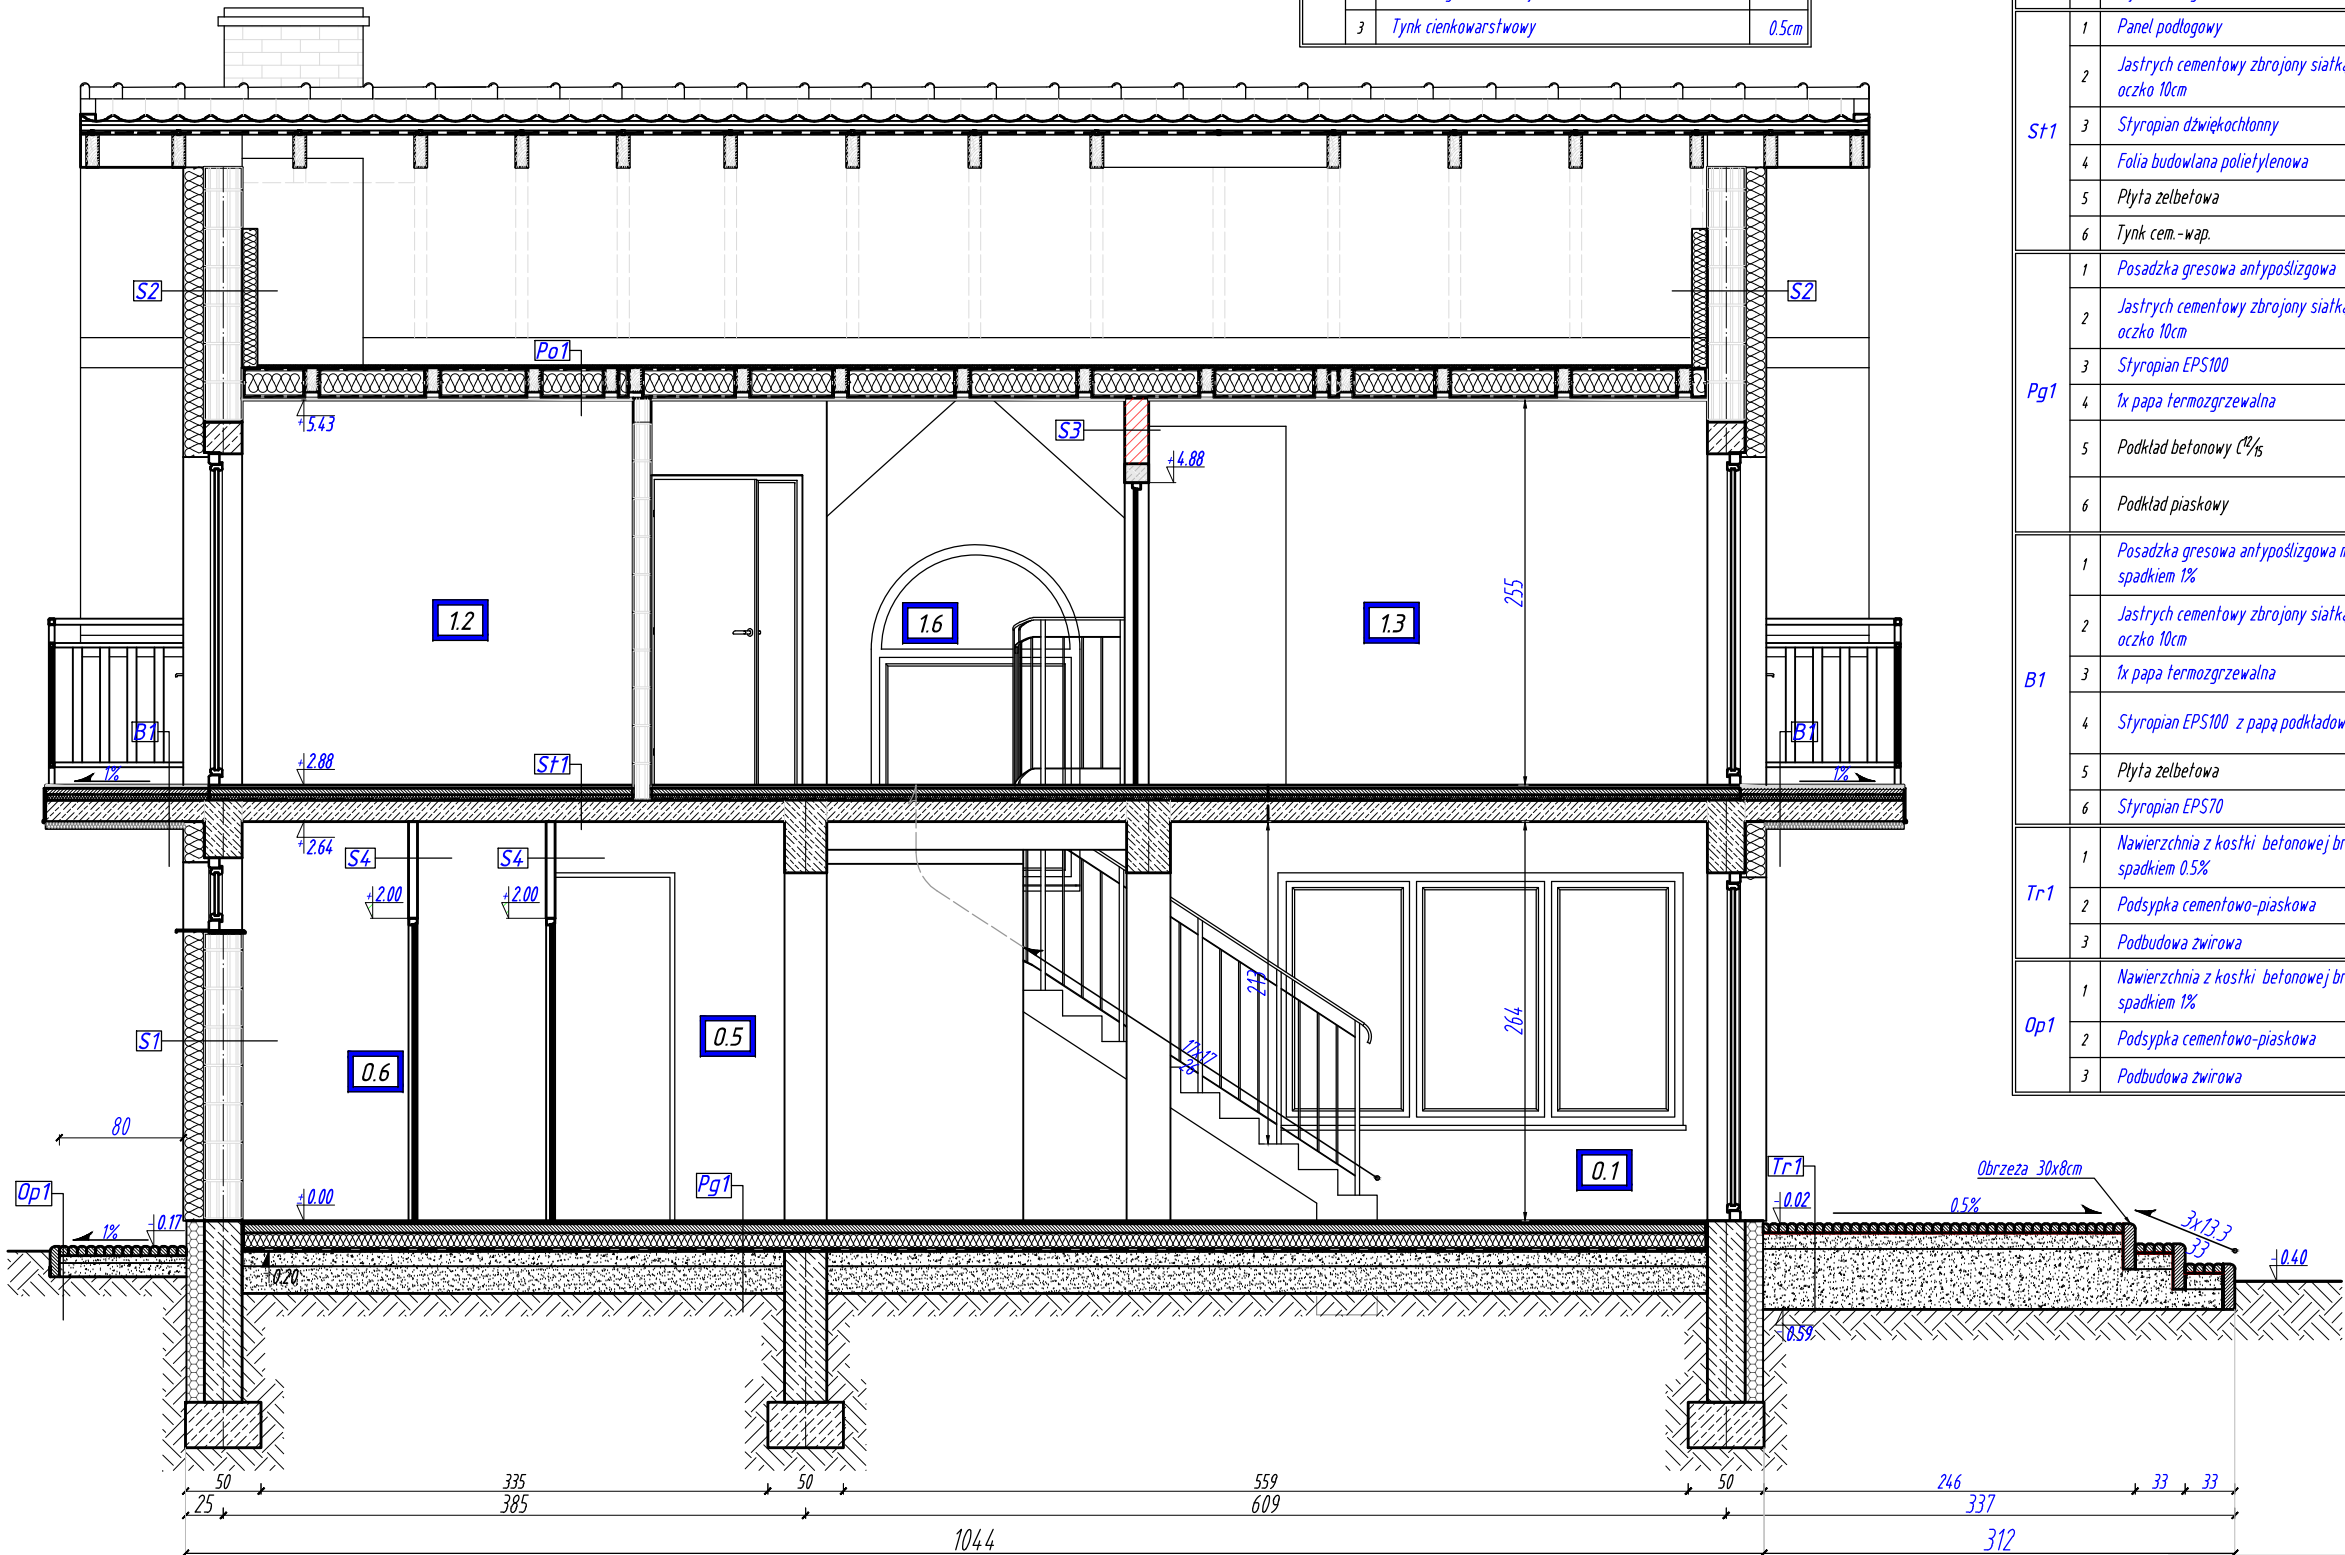 3 Tynk cienkowarstwowy 0.5cm
St1
1 Panel podłogowy
2 Jastrych cementowy zbrojony siatką
oczko 10cm
3 Styropian dźwiękochłonny
4 Folia budowlana polietylenowa
5 Płyta żelbetowa
6 Tynk cem.-wap.
Pg1
1 Posadzka gresowa antypoślizgowa
2 Jastrych cementowy zbrojony siatką
oczko 10cm
3 Styropian EPS100
4 1x papa termozgrzewalna
5 Podkład betonowy C12/15
6 Podkład piaskowy
B1
1 Posadzka gresowa antypoślizgowa
spadkiem 1%
2 Jastrych cementowy zbrojony siatką
oczko 10cm
3 1x papa termozgrzewalna
4 Styropian EPS100 z papą podkładow
5 Płyta żelbetowa
6 Styropian EPS70
Tr1
1 Nawierzchnia z kostki betonowej br
spadkiem 0.5%
2 Podsypka cementowo-piaskowa
3 Podbudowa żwirowa
Op1
1 Nawierzchnia z kostki betonowej br
spadkiem 1%
2 Podsypka cementowo-piaskowa
3 Podbudowa żwirowa
S2
S2
Po1
+5.43
S3
+4.88
255
1.2
1.6
1.3
B1
B1
+2.88
St1
1%
1%
+2.64
S4
S4
+2.00
+2.00
213
264
S1
0.5
0.6
17x17
26
80
Op1
Pg1
0.1
Tr1
Obrzeża 30x8cm
+0.00
-0.02
0.5%
1%
-0.17
3x13.3
33
-0.40
-0.20
-0.59
50 335 50 559 50 246 33 33
25 385 609 337
1044 312